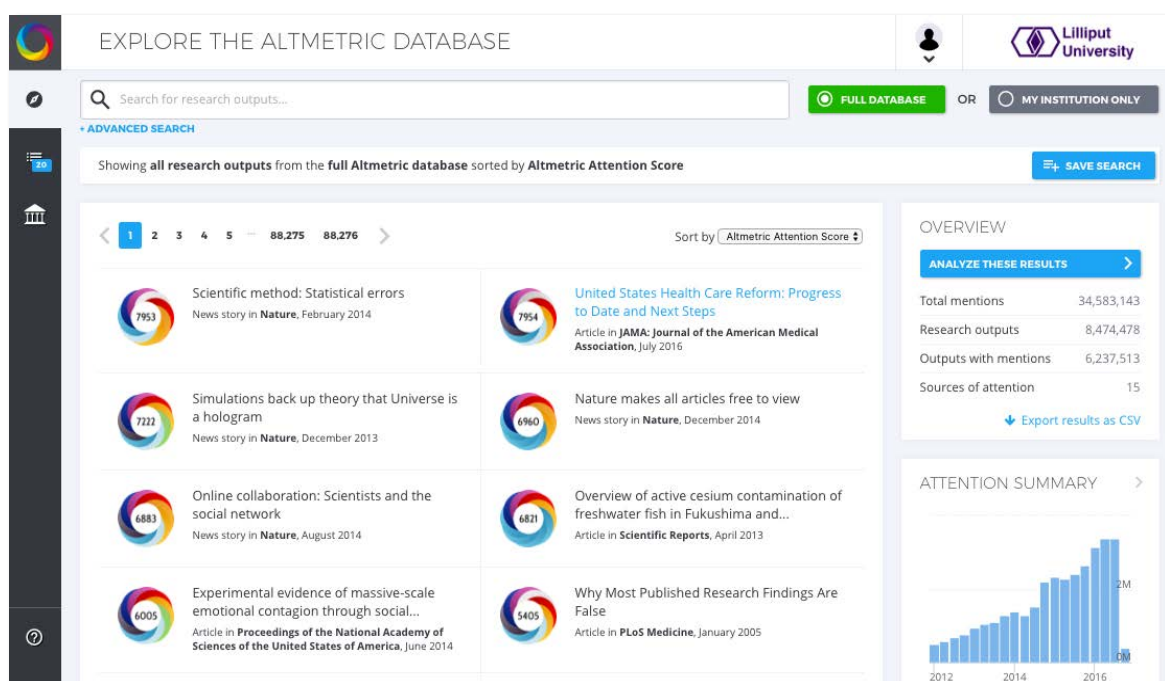 EXPLORE THE ALTMETRIC DATABASE
Lilliput
University
Search for research outputs...
FULL DATABASE
OR
MY INSTITUTION ONLY
+ ADVANCED SEARCH
20
Showing all research outputs from the full Altmetric database sorted by Altmetric Attention Score
SAVE SEARCH
1 2 3 4 5 ... 88,275 88,276
Sort by Altmetric Attention Score
7953
Scientific method: Statistical errors
News story in Nature, February 2014
7954
United States Health Care Reform: Progress
to Date and Next Steps
Article in JAMA: Journal of the American Medical
Association, July 2016
7222
Simulations back up theory that Universe is
a hologram
News story in Nature, December 2013
6960
Nature makes all articles free to view
News story in Nature, December 2014
6883
Online collaboration: Scientists and the
social network
News story in Nature, August 2014
6821
Overview of active cesium contamination of
freshwater fish in Fukushima and...
Article in Scientific Reports, April 2013
6005
Experimental evidence of massive-scale
emotional contagion through social...
Article in Proceedings of the National Academy of
Sciences of the United States of America, June 2014
5405
Why Most Published Research Findings Are
False
Article in PLoS Medicine, January 2005
OVERVIEW
ANALYZE THESE RESULTS
Total mentions 34,583,143
Research outputs 8,474,478
Outputs with mentions 6,237,513
Sources of attention 15
Export results as CSV
ATTENTION SUMMARY
2M
0M
2012 2014 2016